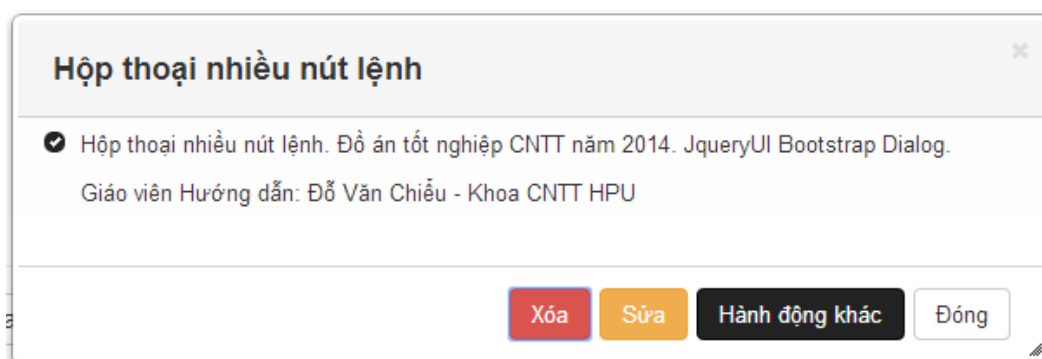 Hộp thoại nhiều nút lệnh
Hộp thoại nhiều nút lệnh. Đồ án tốt nghiệp CNTT năm 2014. JqueryUI Bootstrap Dialog.
Giáo viên Hướng dẫn: Đỗ Văn Chiểu - Khoa CNTT HPU
Xóa Sửa Hành động khác Đóng